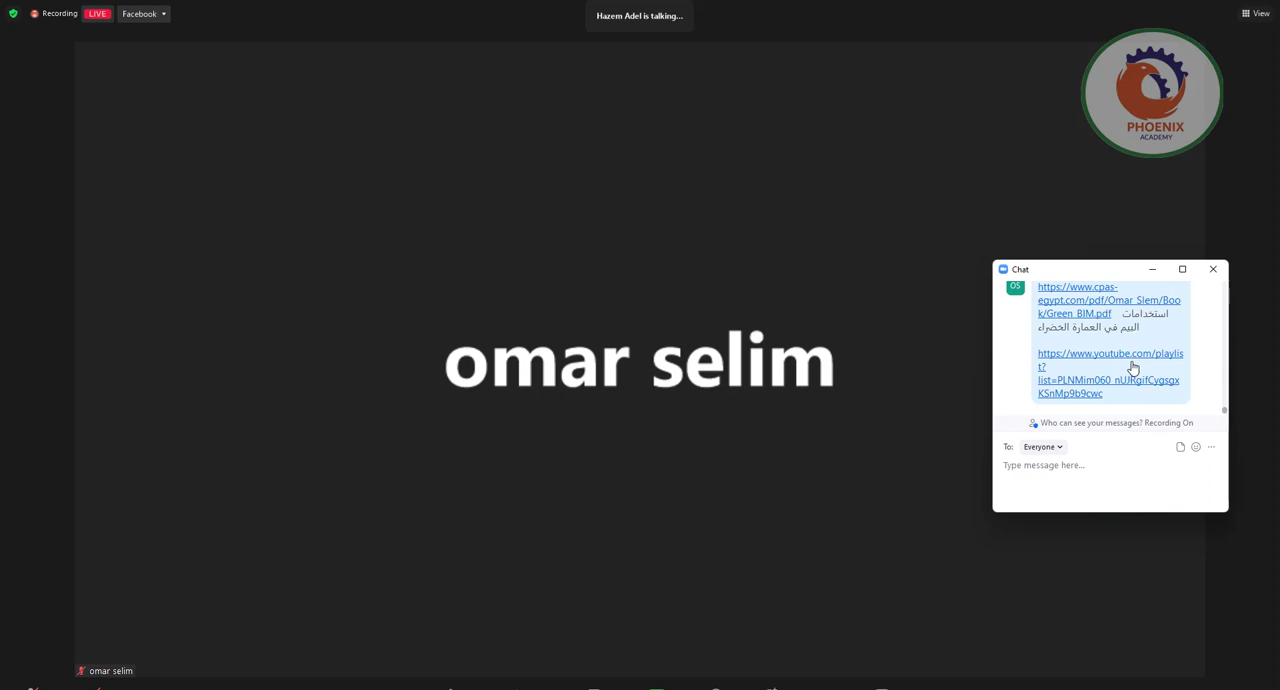 Recording
LIVE
Facebook
Hazem Adel is talking...
View
PHOENIX
ACADEMY
Chat
OS
https://www.cpas-
egypt.com/pdf/Omar_Slem/Boo
k/Green_BIM.pdf استخدامات
البيم في العمارة الخضراء
https://www.youtube.com/playlis
t?
list=PLNMim060_nUJRgifCygsgx
KSnMp9b9cwc
Who can see your messages? Recording On
To: Everyone
Type message here...
omar selim
omar selim